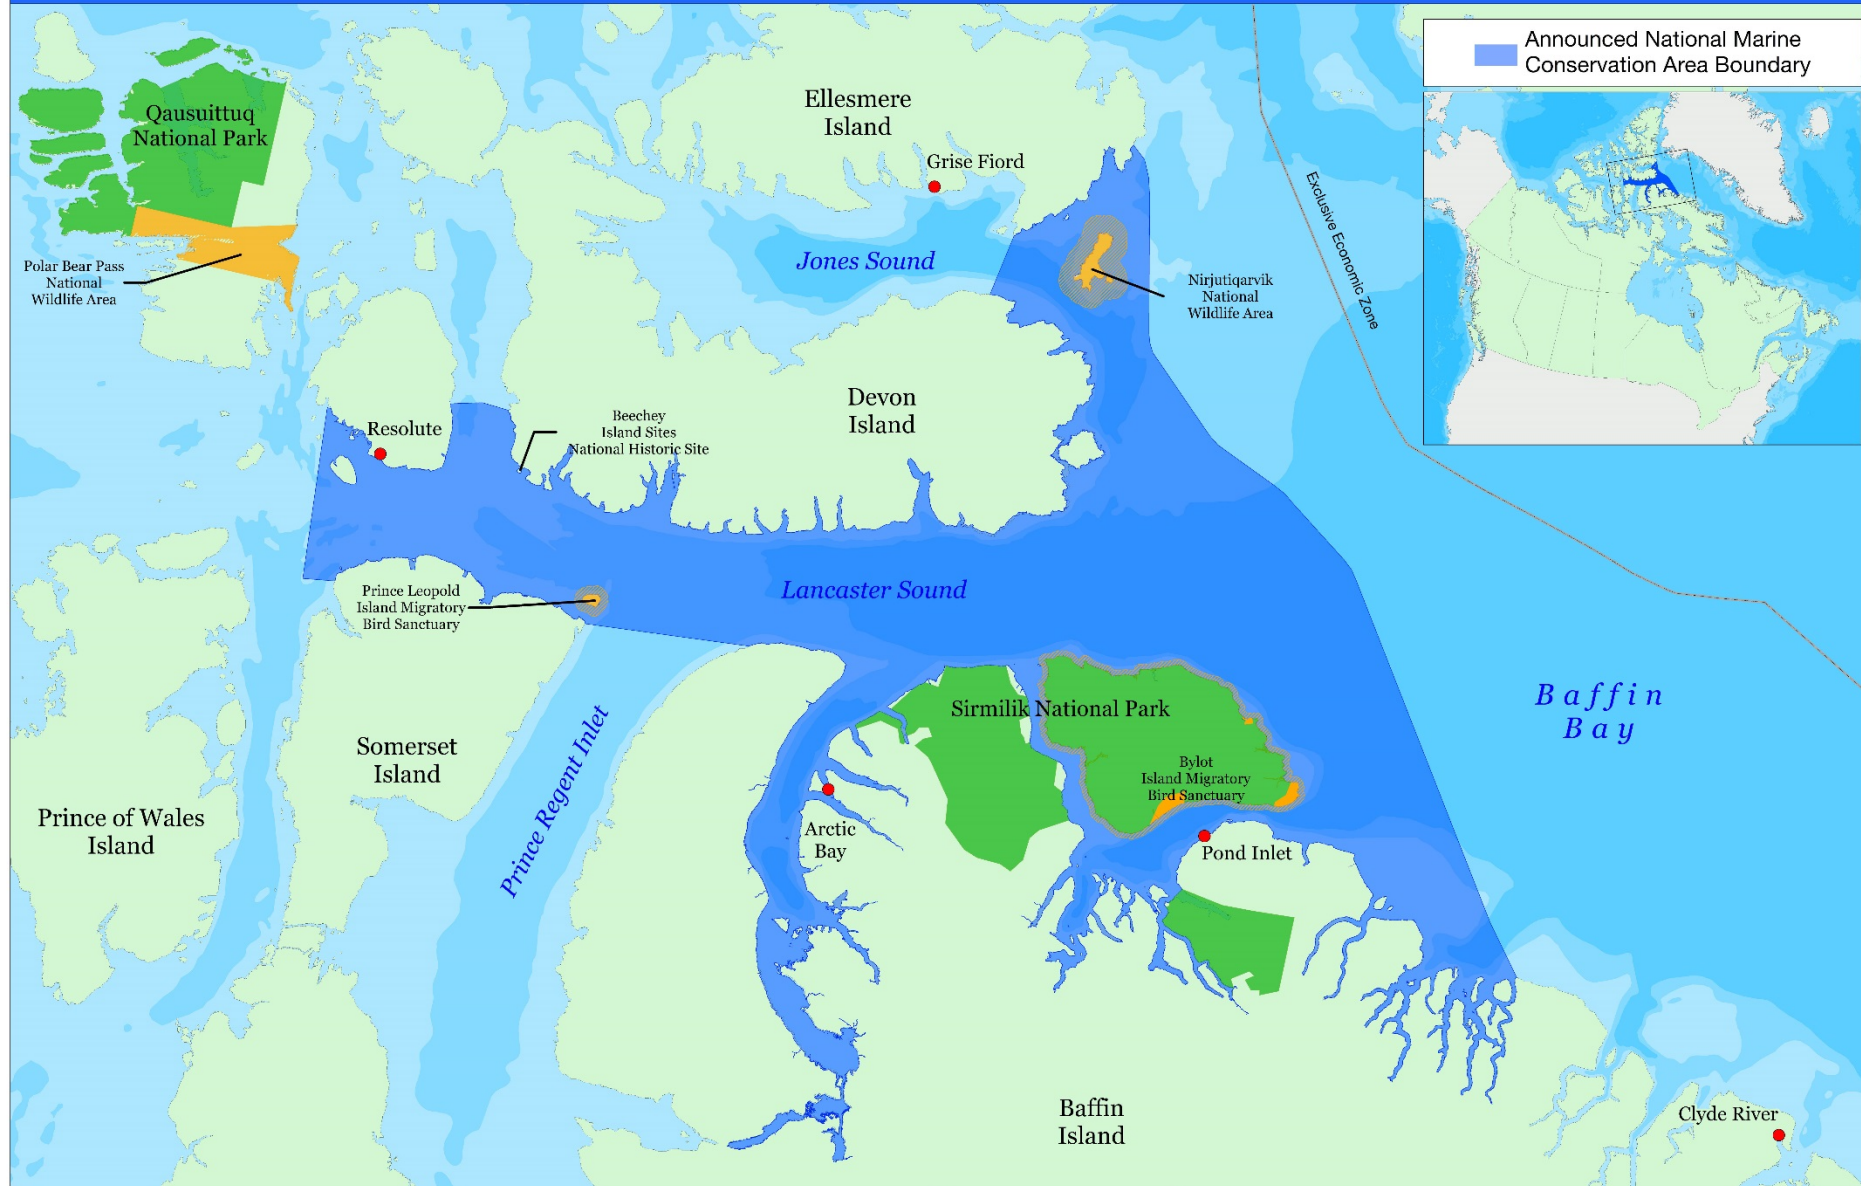 Announced National Marine
Conservation Area Boundary
Qausuittuq
National Park
Ellesmere
Island
Grise Fiord
Exclusive Economic Zone
Polar Bear Pass
National
Wildlife Area
Jones Sound
Nirjutiqarvik
National
Wildlife Area
Resolute
Beechey
Island Sites
National Historic Site
Devon
Island
Prince Leopold
Island Migratory
Bird Sanctuary
Lancaster Sound
Baffin
Bay
Sirmilik National Park
Somerset
Island
Prince Regent Inlet
Bylot
Island Migratory
Bird Sanctuary
Prince of Wales
Island
Arctic
Bay
Pond Inlet
Baffin
Island
Clyde River